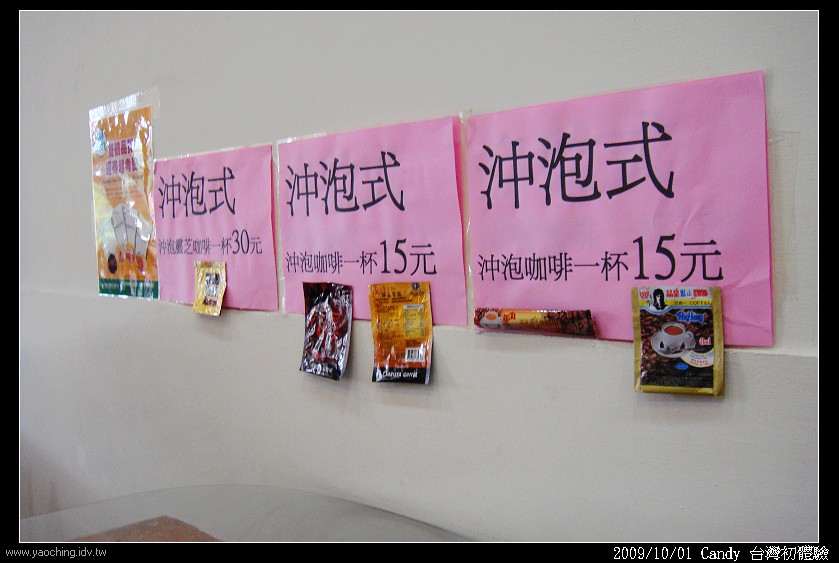 沖泡式
沖泡靈芝咖啡一杯30元
沖泡式
沖泡咖啡一杯15元
沖泡式
沖泡咖啡一杯15元
www.yaoching.idv.tw
2009/10/01 Candy 台灣初體驗